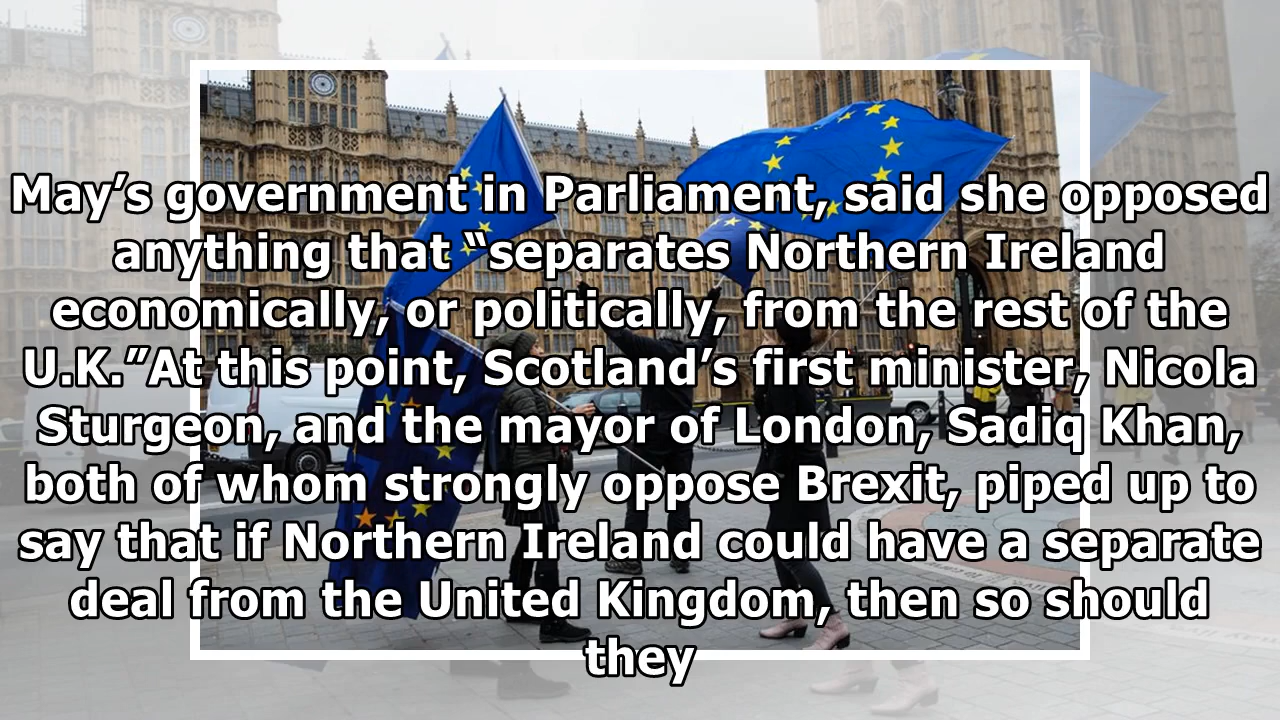 May’s government in Parliament, said she opposed
anything that “separates Northern Ireland
economically, or politically, from the rest of the
U.K.”At this point, Scotland’s first minister, Nicola
Sturgeon, and the mayor of London, Sadiq Khan,
both of whom strongly oppose Brexit, piped up to
say that if Northern Ireland could have a separate
deal from the United Kingdom, then so should
they